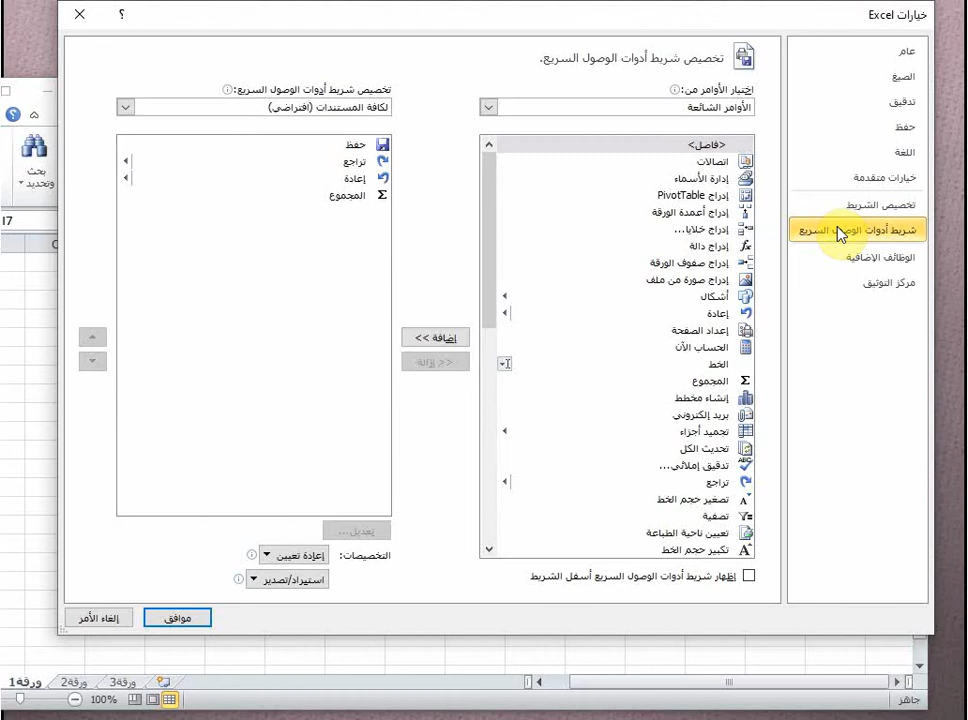 خيارات Excel
؟
عام
الصيغ
تدقيق
حفظ
اللغة
خيارات متقدمة
تخصيص الشريط
شريط أدوات الوصول السريع
الوظائف الإضافية
مركز التوثيق
تخصيص شريط أدوات الوصول السريع.
اختيار الأوامر من:
الأوامر الشائعة
<فاصل>
اتصالات
إدارة الأسماء
إدراج PivotTable
إدراج أعمدة الورقة
إدراج خلايا...
إدراج دالة
إدراج صفوف الورقة
إدراج صورة من ملف
أشكال
إعادة
إعداد الصفحة
الحساب الآن
الخط
المجموع
إنشاء مخطط
بريد إلكتروني
تجميد أجزاء
تحديث الكل
تدقيق إملائي...
تراجع
تصغير حجم الخط
تصفية
تعيين ناحية الطباعة
تكبير حجم الخط
إظهار شريط أدوات الوصول السريع أسفل الشريط
إضافة >>
<< إزالة
تخصيص شريط أدوات الوصول السريع:
لكافة المستندات (افتراضي)
حفظ
تراجع
إعادة
المجموع
تعديل...
التخصيصات:
إعادة تعيين
استيراد/تصدير
موافق
إلغاء الأمر
بحث
وتحديد
I7
ورقة1
ورقة2
ورقة3
جاهز
100%